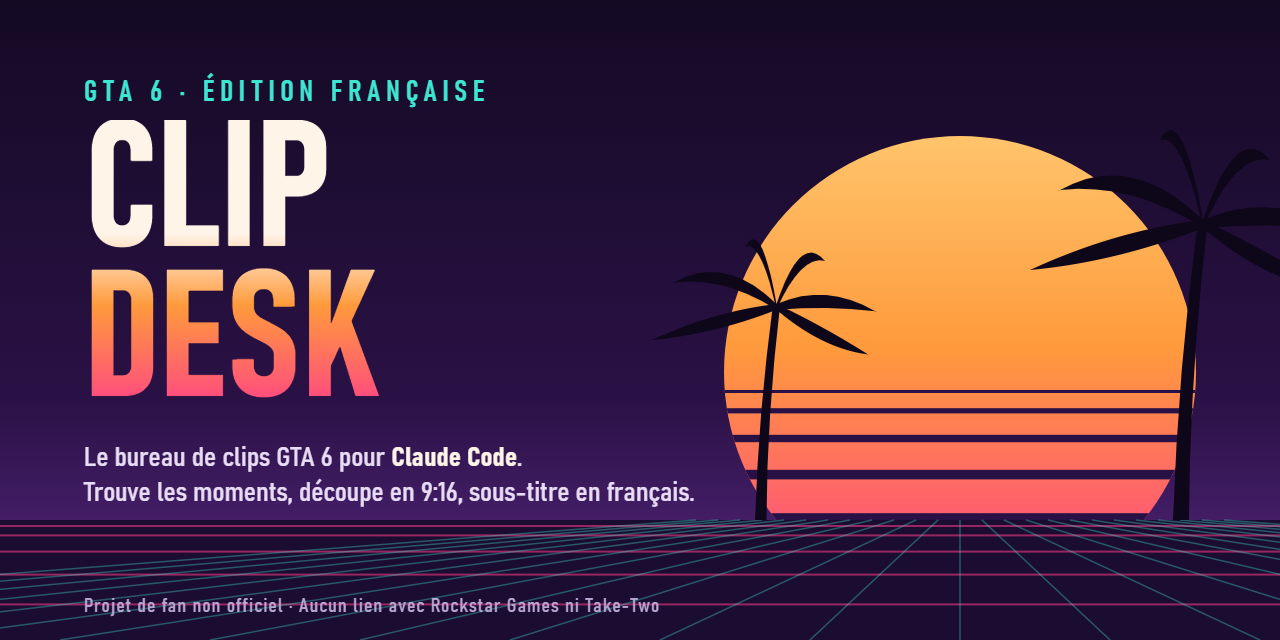 GTA 6 · ÉDITION FRANÇAISE
CLIP
DESK
Le bureau de clips GTA 6 pour Claude Code.
Trouve les moments, découpe en 9:16, sous-titre en français.
Projet de fan non officiel · Aucun lien avec Rockstar Games ni Take-Two